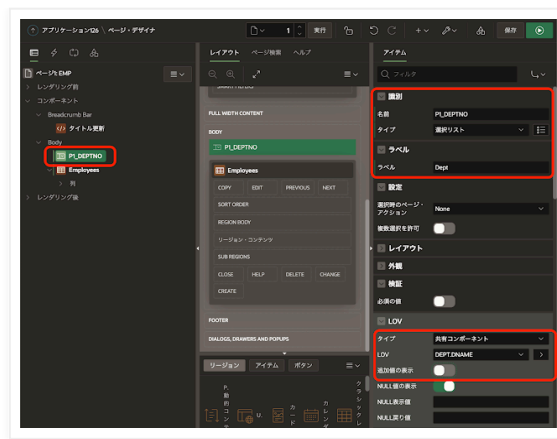 アプリケーション126 \ ページ・デザイナ
1
実行
保存
ページ1: EMP
レンダリング前
コンポーネント
Breadcrumb Bar
タイトル更新
Body
P1_DEPTNO
Employees
列
レンダリング後
レイアウト
ページ検索
ヘルプ
FULL WIDTH CONTENT
BODY
P1_DEPTNO
Employees
COPY
EDIT
PREVIOUS
NEXT
SORT ORDER
REGION BODY
リージョン・コンテンツ
SUB REGIONS
CLOSE
HELP
DELETE
CHANGE
CREATE
FOOTER
DIALOGS, DRAWERS AND POPUPS
リージョン
アイテム
ボタン
アイテム
フィルタ
識別
名前
P1_DEPTNO
タイプ
選択リスト
ラベル
ラベル
Dept
設定
選択時のページ・
アクション
None
複数選択を許可
レイアウト
外観
検証
必須の値
LOV
タイプ
共有コンポーネント
LOV
DEPT.DNAME
追加値の表示
NULL値の表示
NULL表示値
NULL戻り値